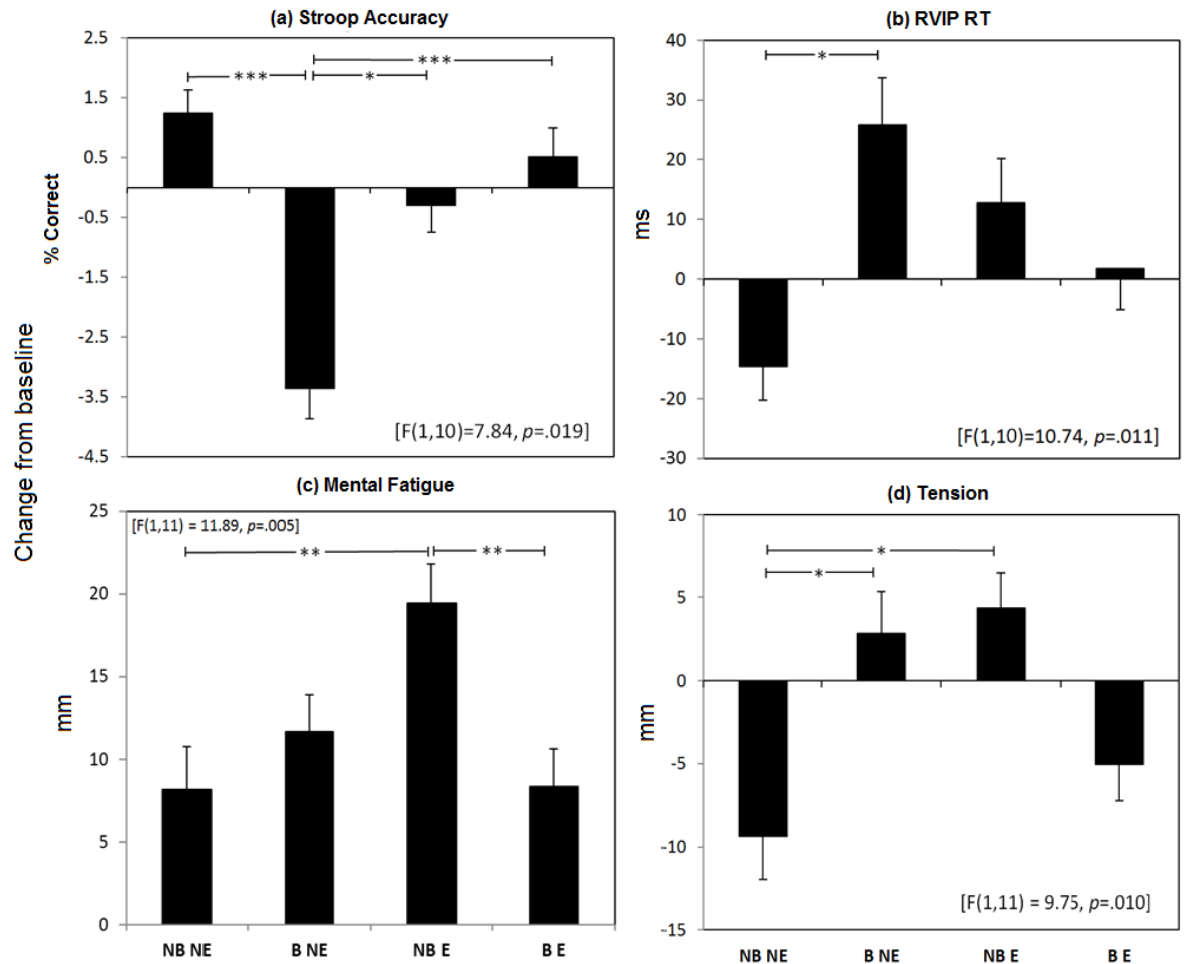 (a) Stroop Accuracy
2.5
1.5
0.5
-0.5
-1.5
-2.5
-3.5
-4.5
% Correct
***
*
***
[F(1,10)=7.84, p=.019]
(b) RVIP RT
40
30
20
10
0
-10
-20
-30
ms
*
[F(1,10)=10.74, p=.011]
Change from baseline
(c) Mental Fatigue
25
20
15
10
5
0
mm
[F(1,11) = 11.89, p=.005]
**
**
NB NE
B NE
NB E
B E
(d) Tension
10
5
0
-5
-10
-15
mm
*
*
[F(1,11) = 9.75, p=.010]
NB NE
B NE
NB E
B E